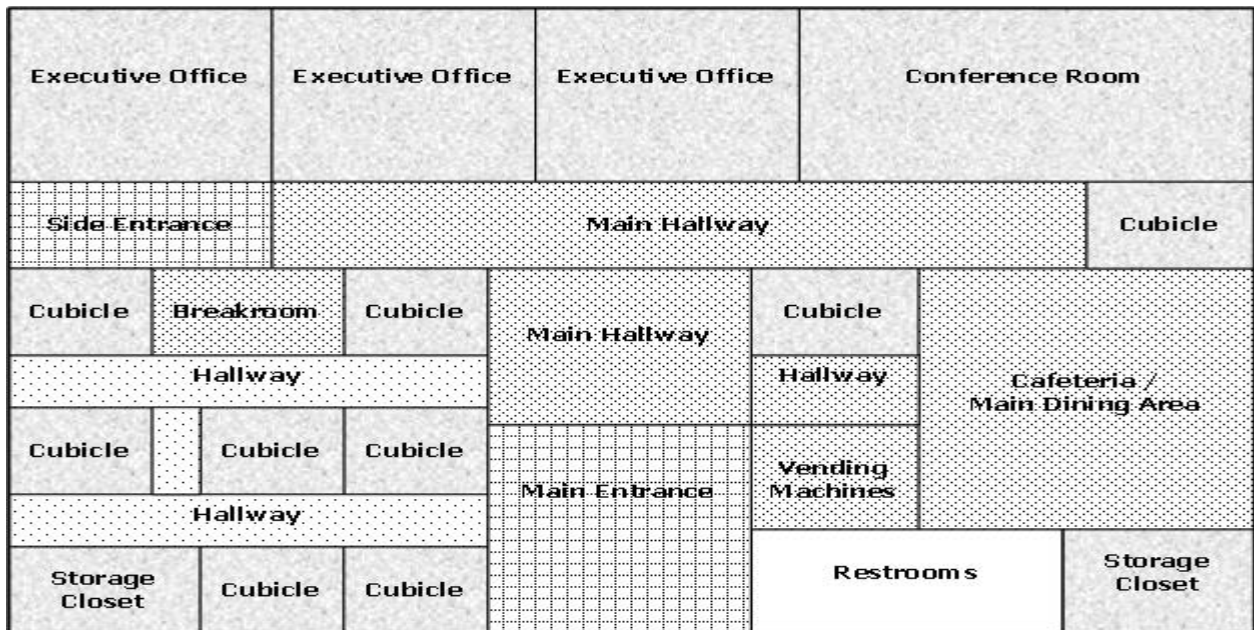 Executive Office
Executive Office
Executive Office
Conference Room
Side Entrance
Main Hallway
Cubicle
Cubicle
Breakroom
Cubicle
Main Hallway
Cubicle
Hallway
Hallway
Cafeteria /
Main Dining Area
Cubicle
Cubicle
Cubicle
Main Entrance
Vending
Machines
Hallway
Storage
Closet
Cubicle
Cubicle
Restrooms
Storage
Closet